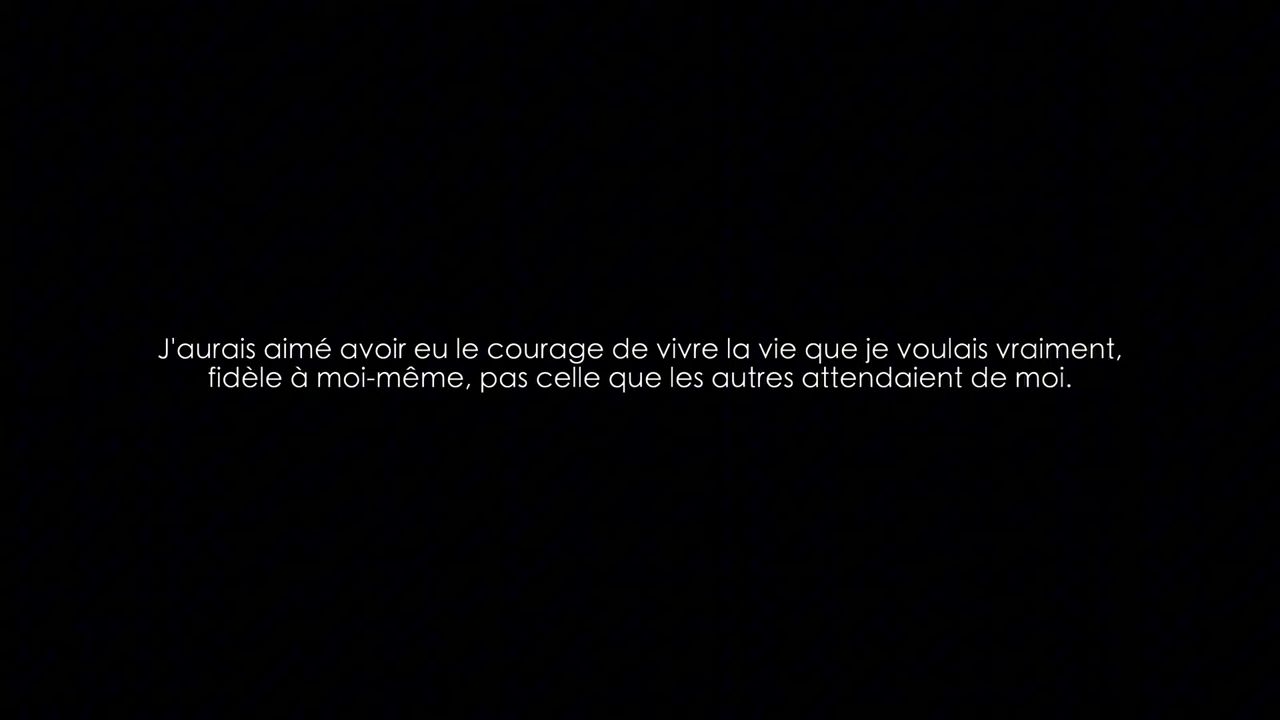 J'aurais aimé avoir eu le courage de vivre la vie que je voulais vraiment,
fidèle à moi-même, pas celle que les autres attendaient de moi.